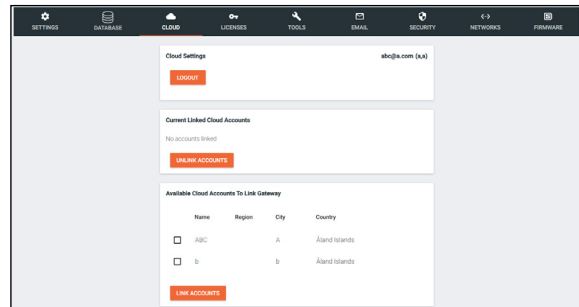 SETTINGS DATABASE CLOUD LICENSES TOOLS EMAIL SECURITY NETWORKS FIRMWARE
Cloud Settings abc@a.com (a,a)
LOGOUT
Current Linked Cloud Accounts
No accounts linked
UNLINK ACCOUNTS
Available Cloud Accounts To Link Gateway
Name Region City Country
ABC A Åland Islands
b b Åland Islands
LINK ACCOUNTS